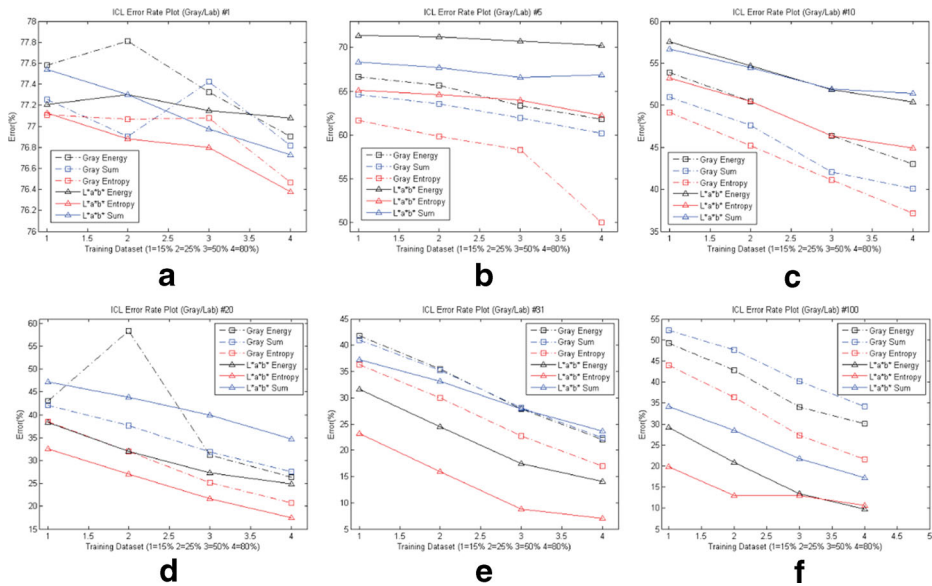 ICL Error Rate Plot (Gray/Lab) #1
77.8
77.6
77.4
77.2
77
76.8
76.6
76.4
76.2
76
Error(%)
Gray Energy
Gray Sum
Gray Entropy
L*a*b* Energy
L*a*b* Entropy
L*a*b* Sum
1 1.5 2 2.5 3 3.5 4
Training Dataset (1=15% 2=25% 3=50% 4=80%)
a
ICL Error Rate Plot (Gray/Lab) #5
70
65
60
55
50
Error(%)
Gray Energy
Gray Sum
Gray Entropy
L*a*b* Energy
L*a*b* Entropy
L*a*b* Sum
1 1.5 2 2.5 3 3.5 4
Training Dataset (1=15% 2=25% 3=50% 4=80%)
b
ICL Error Rate Plot (Gray/Lab) #10
60
55
50
45
40
35
Error(%)
Gray Energy
Gray Sum
Gray Entropy
L*a*b* Energy
L*a*b* Entropy
L*a*b* Sum
1 1.5 2 2.5 3 3.5 4
Training Dataset (1=15% 2=25% 3=50% 4=80%)
c
ICL Error Rate Plot (Gray/Lab) #20
60
55
50
45
40
35
30
25
20
15
Error(%)
Gray Energy
Gray Sum
Gray Entropy
L*a*b* Energy
L*a*b* Entropy
L*a*b* Sum
1 1.5 2 2.5 3 3.5 4
Training Dataset (1=15% 2=25% 3=50% 4=80%)
d
ICL Error Rate Plot (Gray/Lab) #31
45
40
35
30
25
20
15
10
5
Error(%)
Gray Energy
Gray Sum
Gray Entropy
L*a*b* Energy
L*a*b* Entropy
L*a*b* Sum
1 1.5 2 2.5 3 3.5 4
Training Dataset (1=15% 2=25% 3=50% 4=80%)
e
ICL Error Rate Plot (Gray/Lab) #100
55
50
45
40
35
30
25
20
15
10
5
Error(%)
Gray Energy
Gray Sum
Gray Entropy
L*a*b* Energy
L*a*b* Entropy
L*a*b* Sum
1 1.5 2 2.5 3 3.5 4 4.5 5
Training Dataset (1=15% 2=25% 3=50% 4=80%)
f